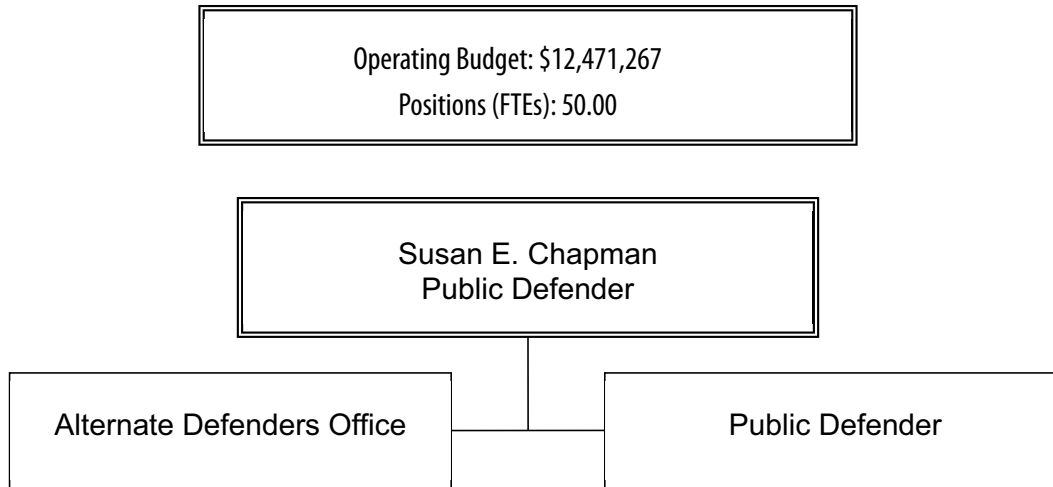 Operating Budget: $12,471,267
Positions (FTEs): 50.00
Susan E. Chapman
Public Defender
Alternate Defenders Office
Public Defender